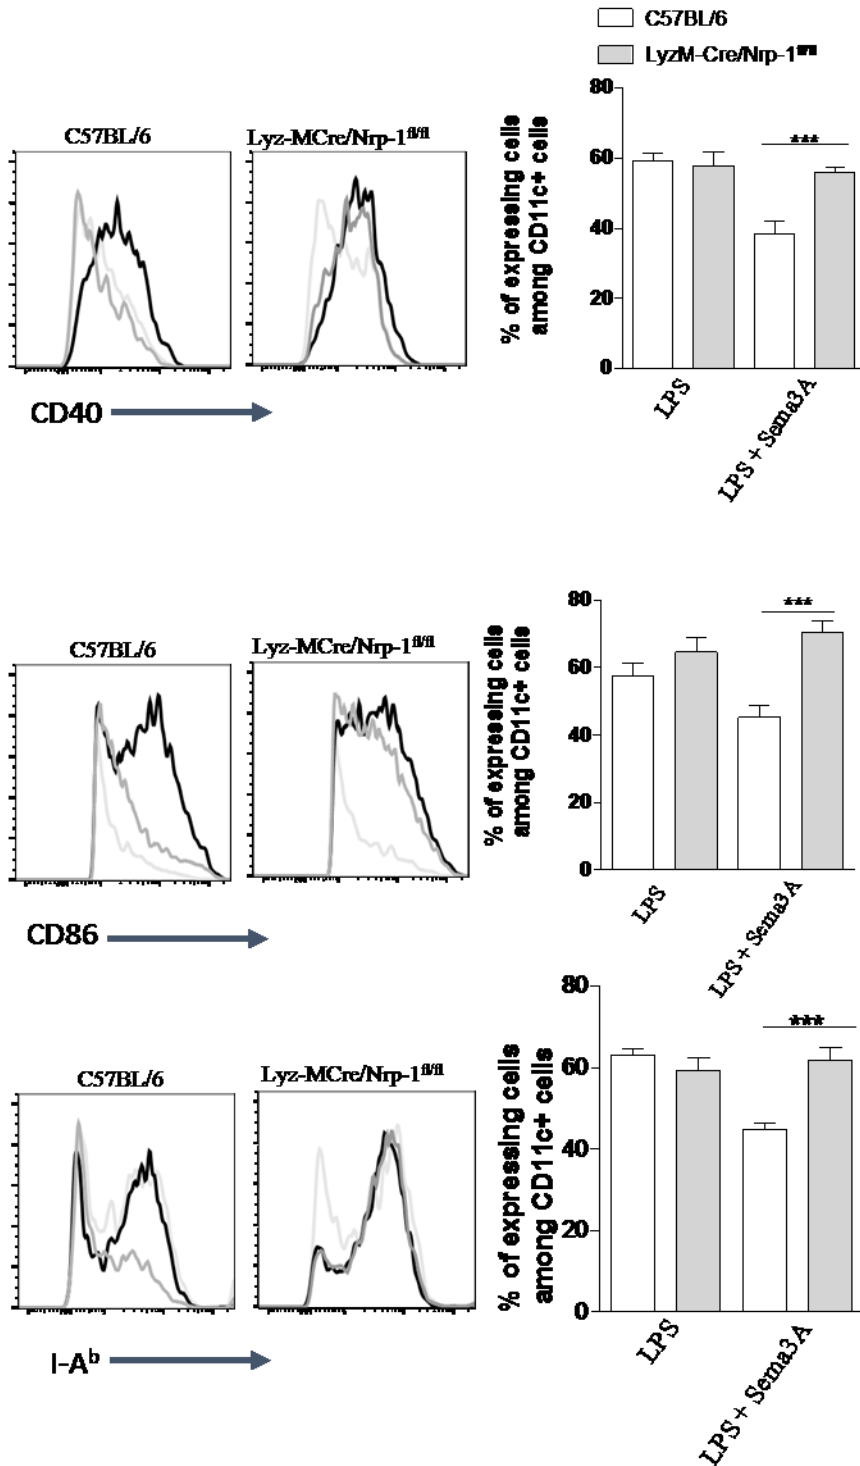 C57BL/6
LyzM-Cre/Nrp-1fl/fl
C57BL/6
Lyz-MCre/Nrp-1fl/fl
CD40
% of expressing cells
among CD11c+ cells
80
60
40
20
0
***
LPS
LPS + Sema3A
C57BL/6
Lyz-MCre/Nrp-1fl/fl
CD86
% of expressing cells
among CD11c+ cells
80
60
40
20
0
***
LPS
LPS + Sema3A
C57BL/6
Lyz-MCre/Nrp-1fl/fl
I-Ab
% of expressing cells
among CD11c+ cells
80
60
40
20
0
***
LPS
LPS + Sema3A